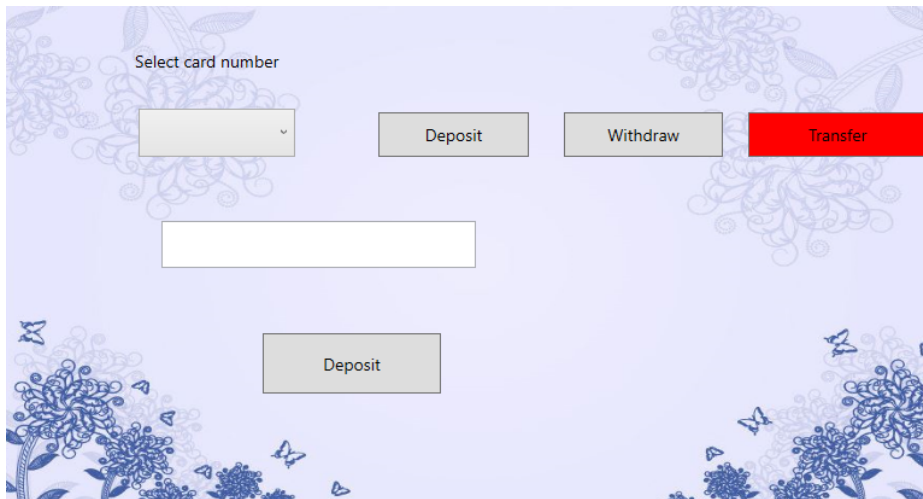 Select card number
Deposit
Withdraw
Transfer
Deposit